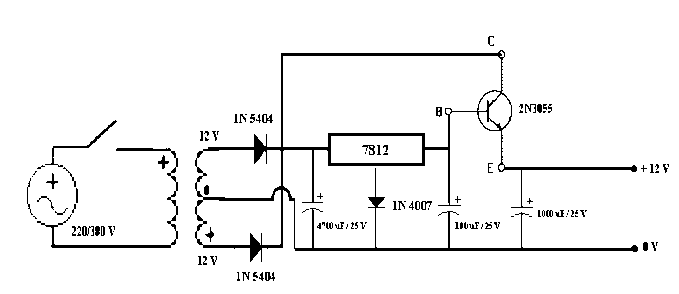 C
1N 5404
2N3055
B
12 V
7812
E
+ 12 V
0
1N 4007
4700 uF / 25 V
100 uF / 25 V
1000 uF / 25 V
220/380 V
12 V
0 V
1N 5404